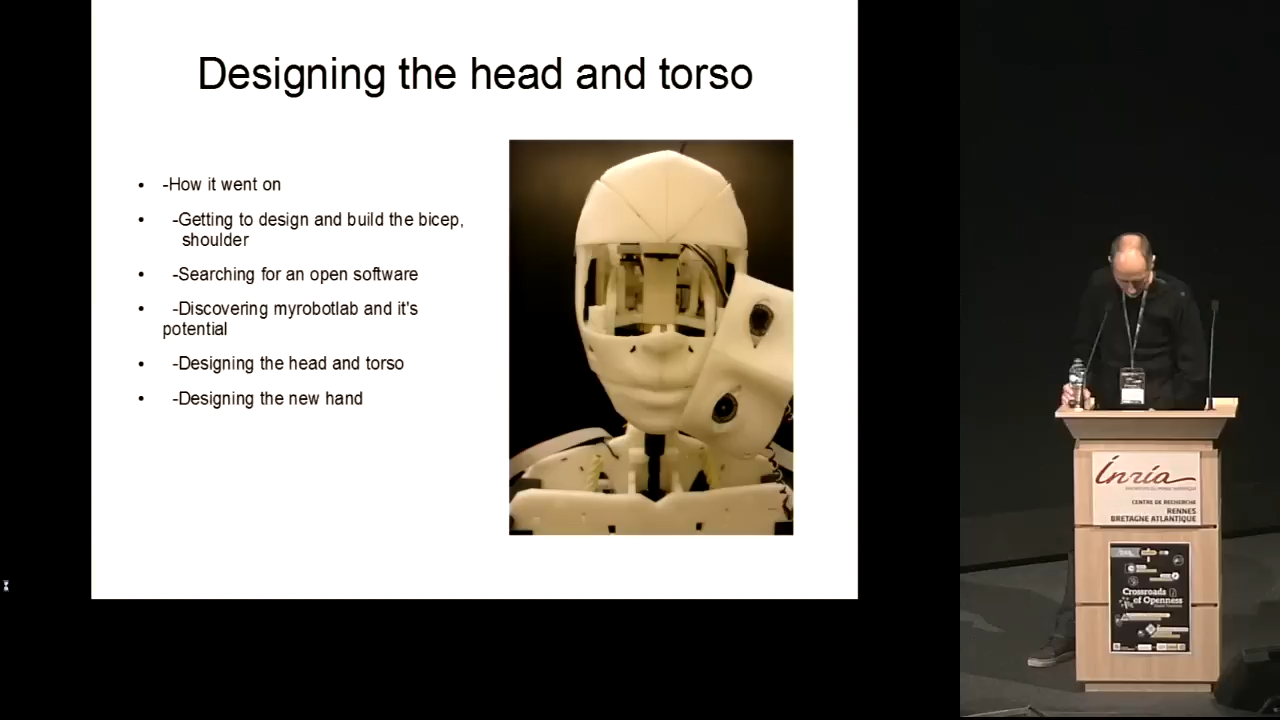 Designing the head and torso
• -How it went on
• -Getting to design and build the bicep,
shoulder
• -Searching for an open software
• -Discovering myrobotlab and it's
potential
• -Designing the head and torso
• -Designing the new hand
Inria
CENTRE DE RECHERCHE
RENNES
BRETAGNE ATLANTIQUE
Crossroads
of Openness